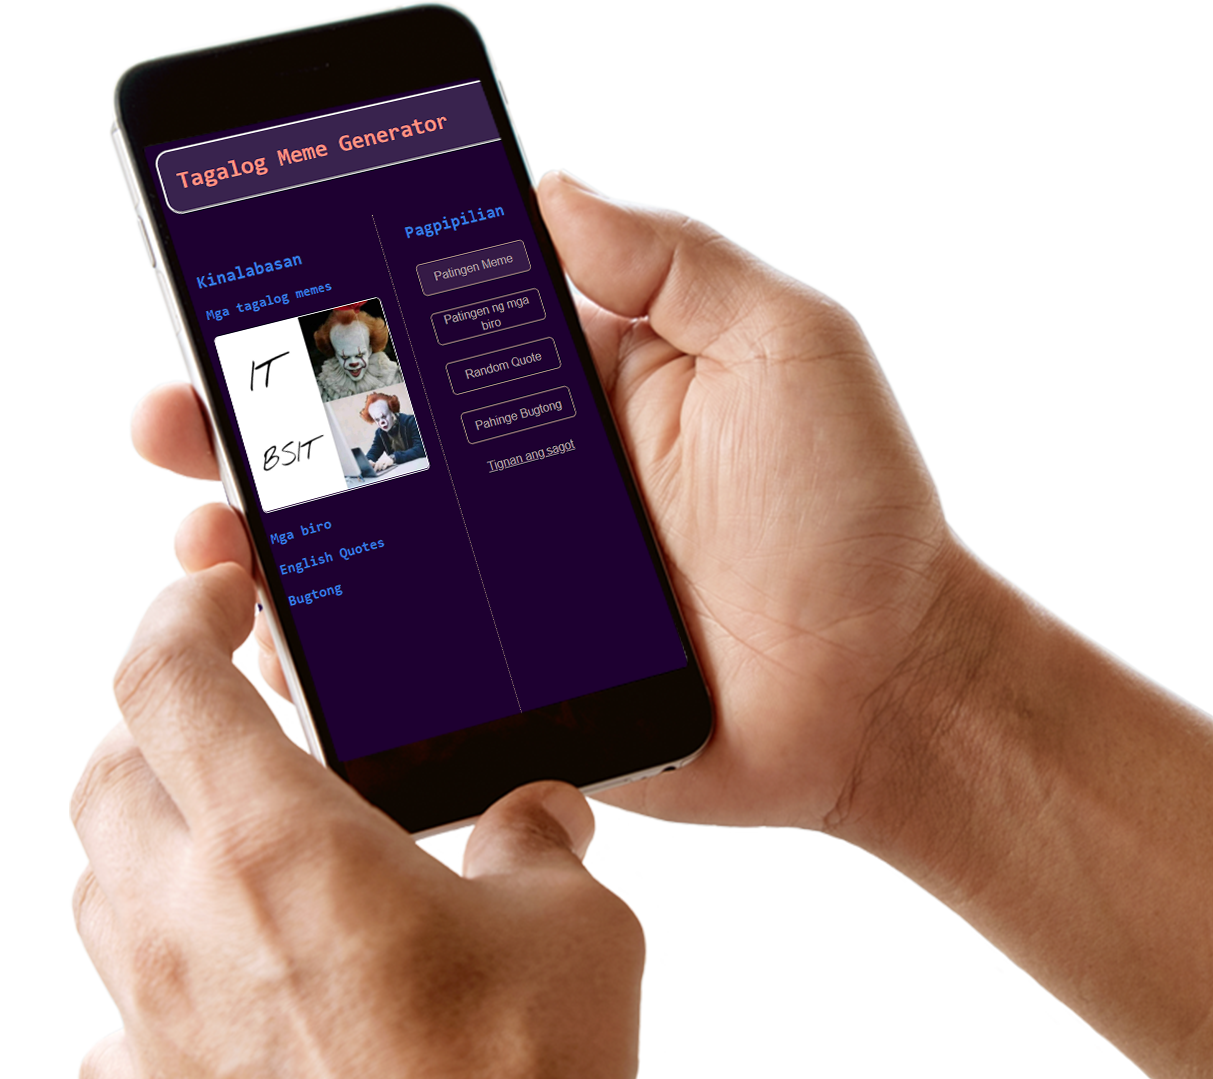 Tagalog Meme Generator
Kinalabasan
Mga tagalog memes
IT
BSIT
Mga biro
English Quotes
Bugtong
Pagpipilian
Patingen Meme
Patingen ng mga
biro
Random Quote
Pahinge Bugtong
Tignan ang sagot